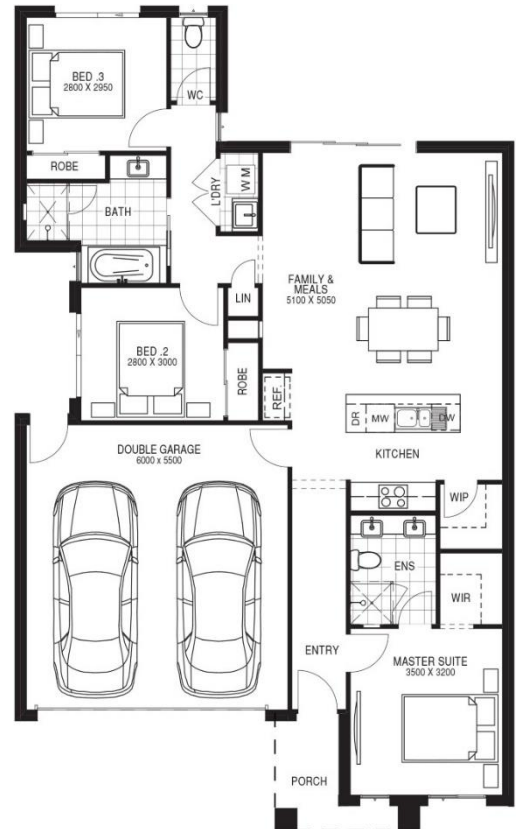 BED .3
2800 X 2950
WC
ROBE
BATH
L'DRY
W M
LIN
FAMILY &
MEALS
5100 X 5050
BED .2
2800 X 3000
ROBE
REF.
DR
MW
DW
KITCHEN
DOUBLE GARAGE
6000 X 5500
WIP
ENS
WIR
ENTRY
MASTER SUITE
3500 X 3200
PORCH